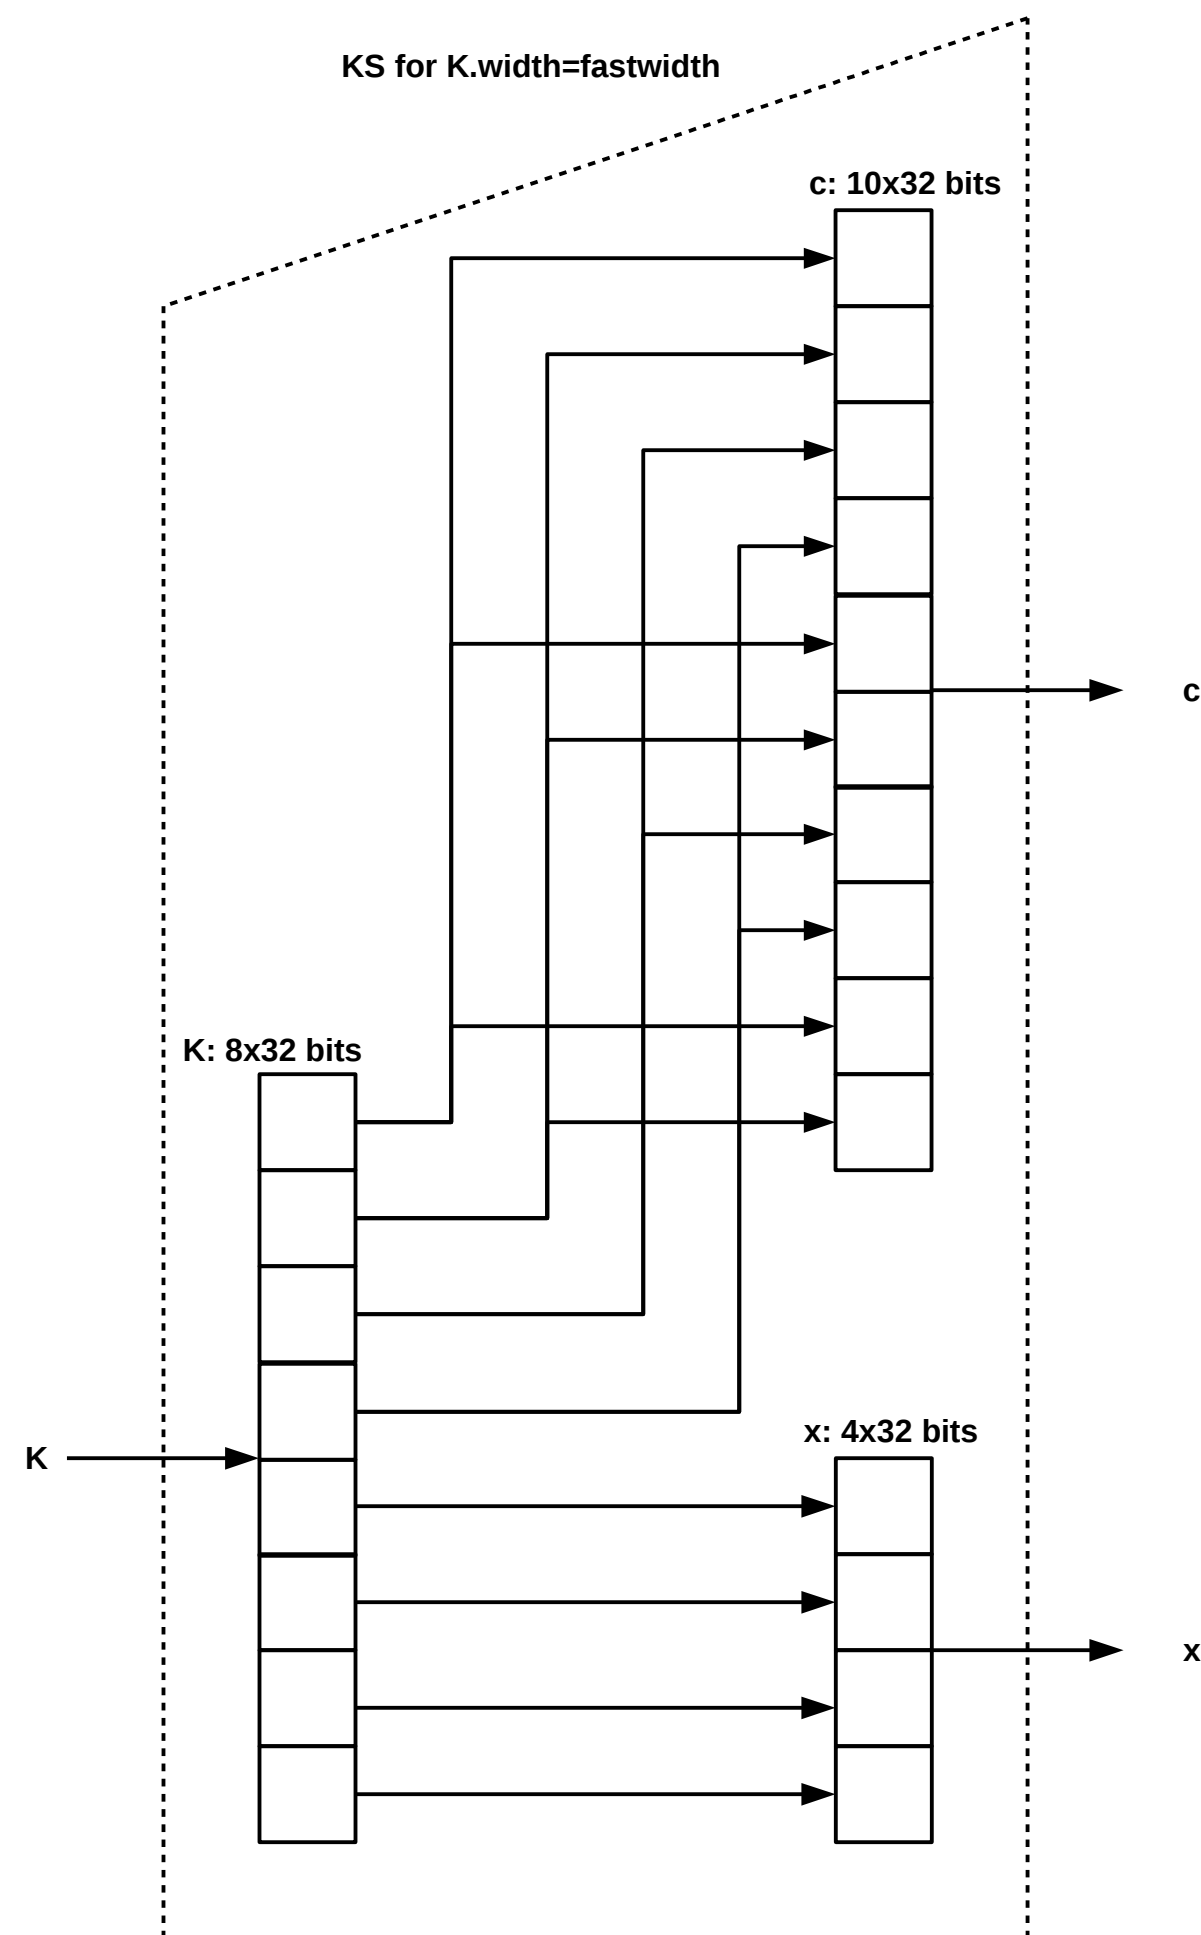 KS for K.width=fastwidth
c: 10x32 bits
c
K: 8x32 bits
x: 4x32 bits
K
x